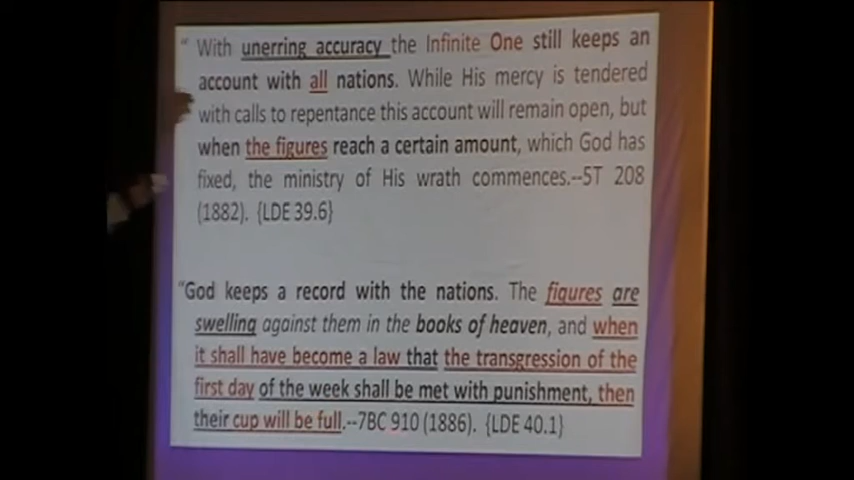 “ With unerring accuracy the Infinite One still keeps an
account with all nations. While His mercy is tendered
with calls to repentance this account will remain open, but
when the figures reach a certain amount, which God has
fixed, the ministry of His wrath commences.--5T 208
(1882). {LDE 39.6}
“God keeps a record with the nations. The figures are
swelling against them in the books of heaven, and when
it shall have become a law that the transgression of the
first day of the week shall be met with punishment, then
their cup will be full.--7BC 910 (1886). {LDE 40.1}